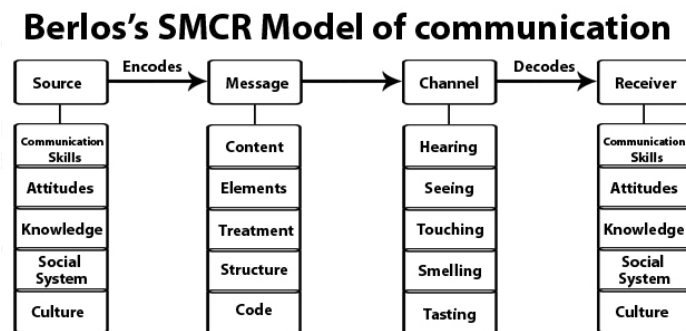 Berlos's SMCR Model of communication
Source
Encodes
Message
Channel
Decodes
Receiver
Communication
Skills
Attitudes
Knowledge
Social
System
Culture
Content
Elements
Treatment
Structure
Code
Hearing
Seeing
Touching
Smelling
Tasting
Communication
Skills
Attitudes
Knowledge
Social
System
Culture